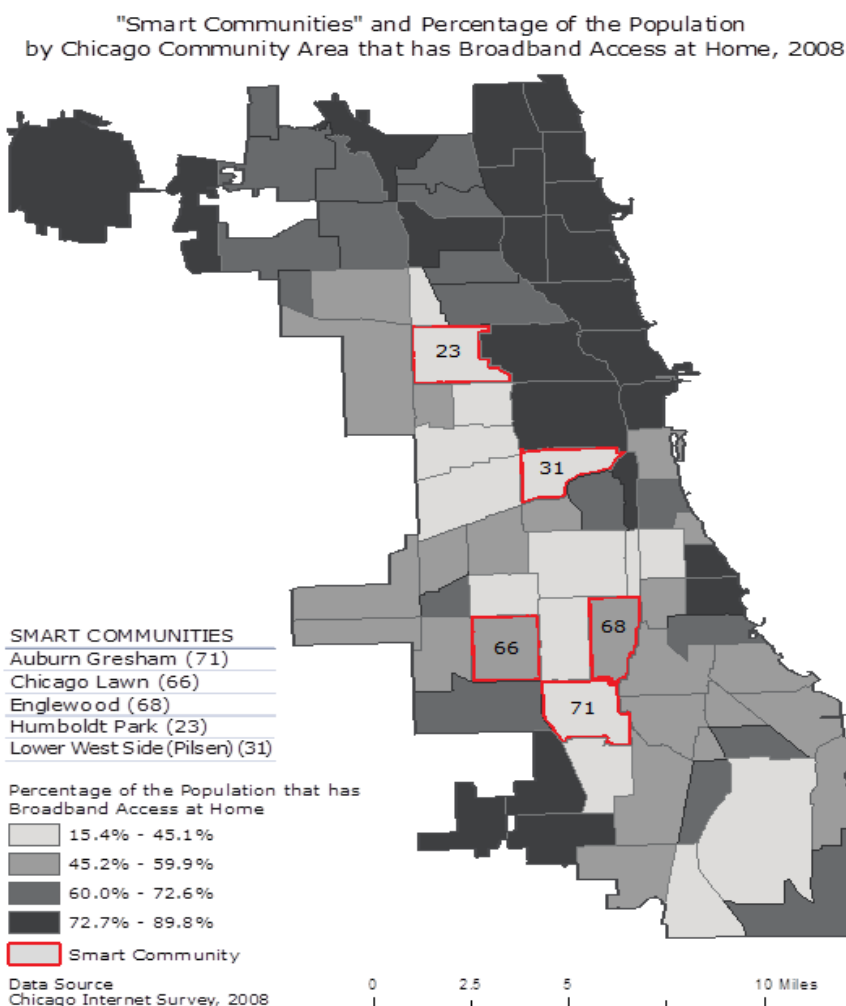 "Smart Communities" and Percentage of the Population
by Chicago Community Area that has Broadband Access at Home, 2008
23
31
66
68
71
SMART COMMUNITIES
Auburn Gresham (71)
Chicago Lawn (66)
Englewood (68)
Humboldt Park (23)
Lower West Side (Pilsen) (31)
Percentage of the Population that has
Broadband Access at Home
15.4% - 45.1%
45.2% - 59.9%
60.0% - 72.6%
72.7% - 89.8%
Smart Community
Data Source
Chicago Internet Survey, 2008
0 2.5 5 10 Miles